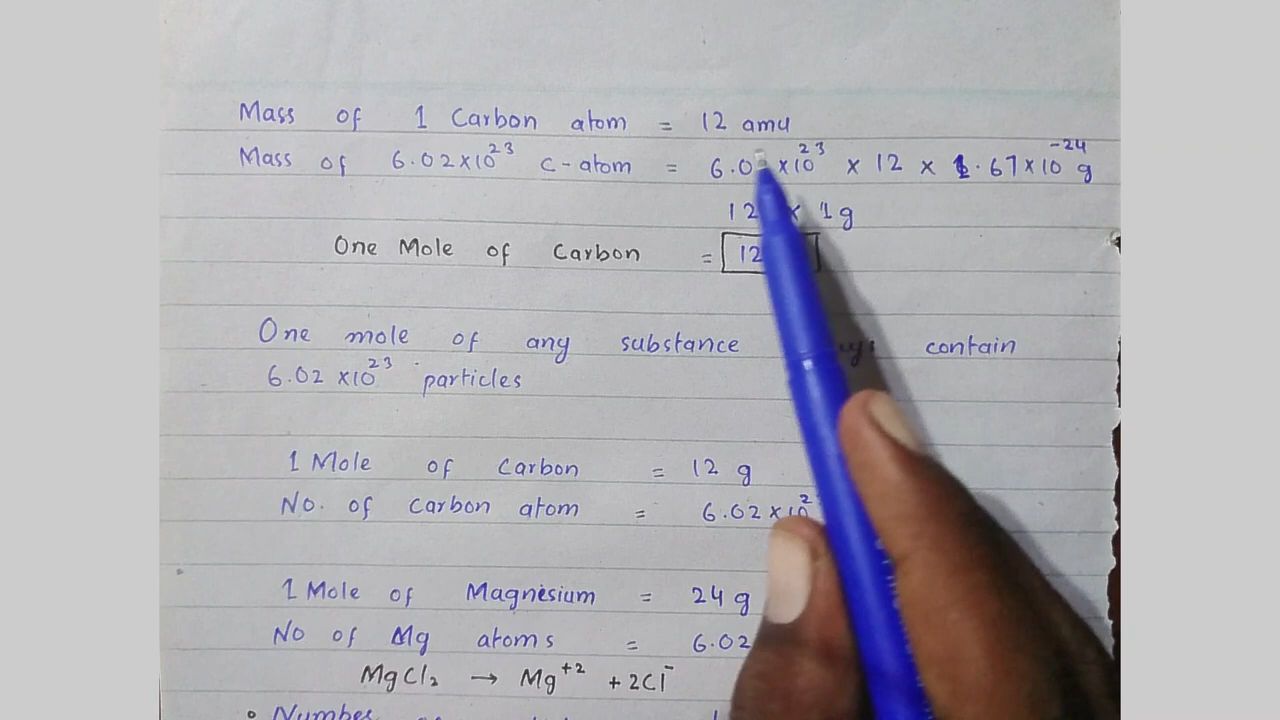 Mass of 1 Carbon atom = 12 amu
Mass of 6.02×10²³ C-atom = 6.0 ×10²³ × 12 × 1.67×10⁻²⁴ g
12 × 1g
One Mole of Carbon = 12
One mole of any substance contain
6.02 ×10²³ particles
1 Mole of Carbon = 12 g
No. of Carbon atom = 6.02×10²
1 Mole of Magnesium = 24 g
No of Mg atoms = 6.02
MgCl₂ → Mg⁺² + 2Cl⁻
• Number